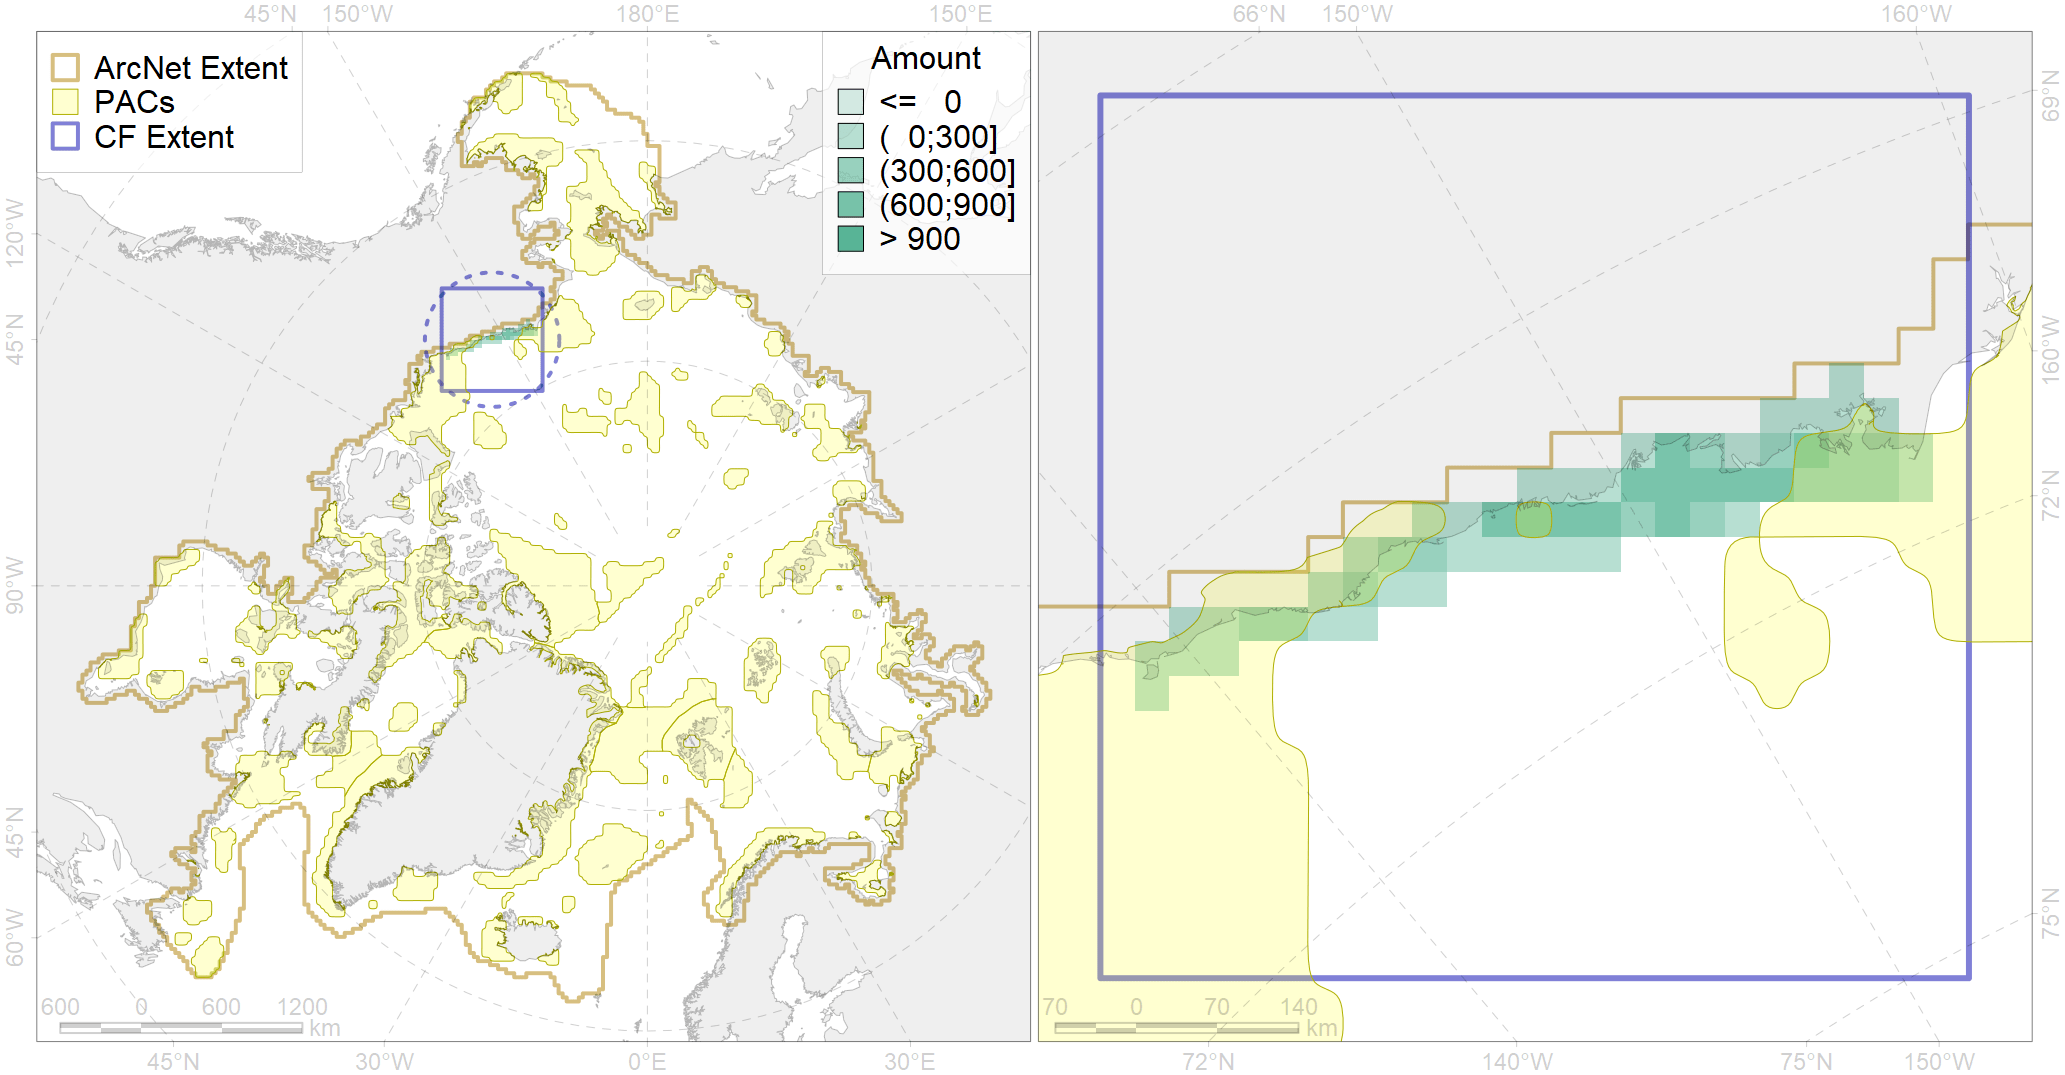 45°N 150°W 180°E 150°E 66°N 150°W 160°W
ArcNet Extent
PACs
CF Extent
Amount
<= 0
( 0;300]
(300;600]
(600;900]
> 900
120°W
45°N
90°W
45°N
60°W
69°N
160°W
72°N
75°N
600 0 600 1200
km
70 0 70 140
km
45°N 30°W 0°E 30°E 72°N 140°W 75°N 150°W